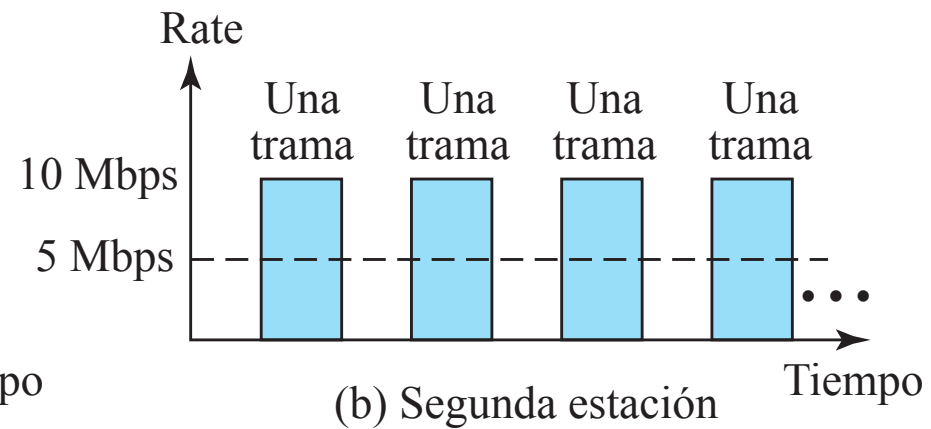 Rate
Una Una Una Una
trama trama trama trama
10 Mbps
5 Mbps
...
po
Tiempo
(b) Segunda estación